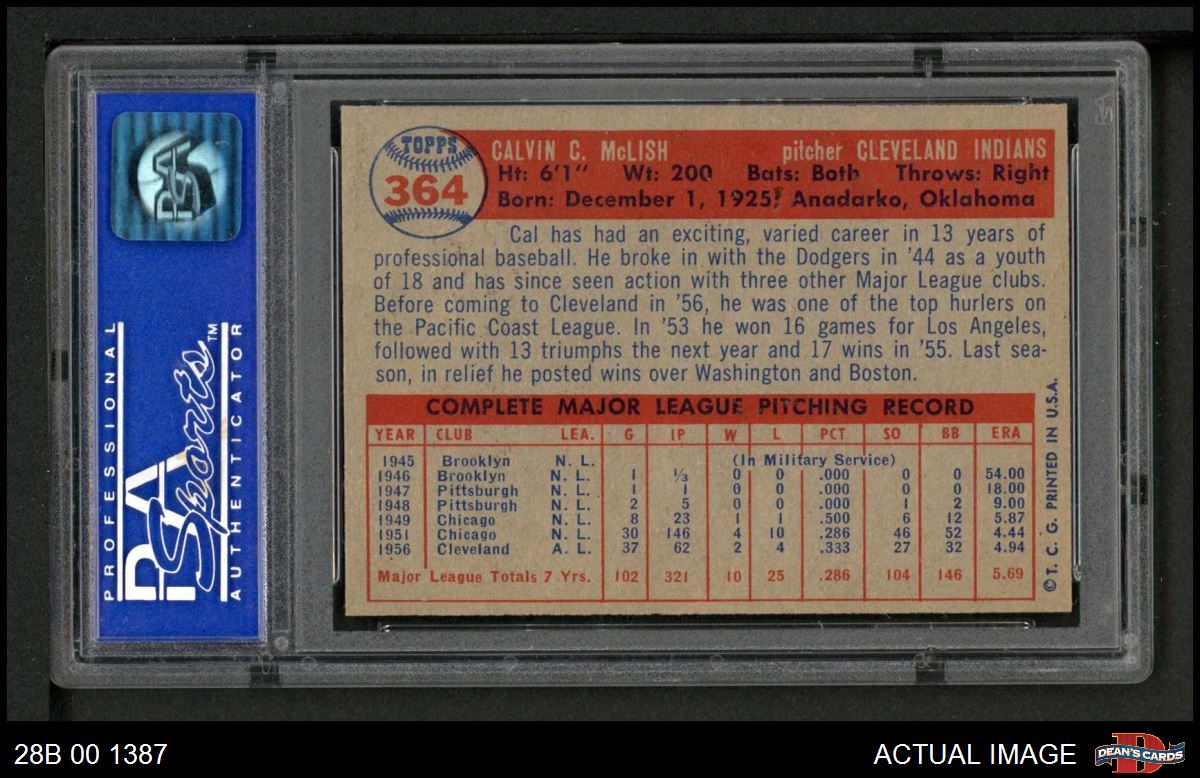 PROFESSIONAL
PSA
Sports™
AUTHENTICATOR
PSA
TOPPS
364
CALVIN C. McLISH pitcher CLEVELAND INDIANS
Ht: 6'1" Wt: 200 Bats: Both Throws: Right
Born: December 1, 1925? Anadarko, Oklahoma
Cal has had an exciting, varied career in 13 years of
professional baseball. He broke in with the Dodgers in '44 as a youth
of 18 and has since seen action with three other Major League clubs.
Before coming to Cleveland in '56, he was one of the top hurlers on
the Pacific Coast League. In '53 he won 16 games for Los Angeles,
followed with 13 triumphs the next year and 17 wins in '55. Last sea-
son, in relief he posted wins over Washington and Boston.
COMPLETE MAJOR LEAGUE PITCHING RECORD
YEAR CLUB LEA. G IP W L PCT SO BB ERA
1945 Brooklyn N. L. (In Military Service)
1946 Brooklyn N. L. 1 1/3 0 0 .000 0 0 54.00
1947 Pittsburgh N. L. 1 1 0 0 .000 0 0 18.00
1948 Pittsburgh N. L. 2 5 0 0 .000 1 2 9.00
1949 Chicago N. L. 8 23 1 1 .500 6 12 5.87
1951 Chicago N. L. 30 146 4 10 .286 46 52 4.44
1956 Cleveland A. L. 37 62 2 4 .333 27 32 4.94
Major League Totals 7 Yrs. 102 321 10 25 .286 104 146 5.69
© T. C. G. PRINTED IN U.S.A.
28B 00 1387
ACTUAL IMAGE
DEAN'S CARDS